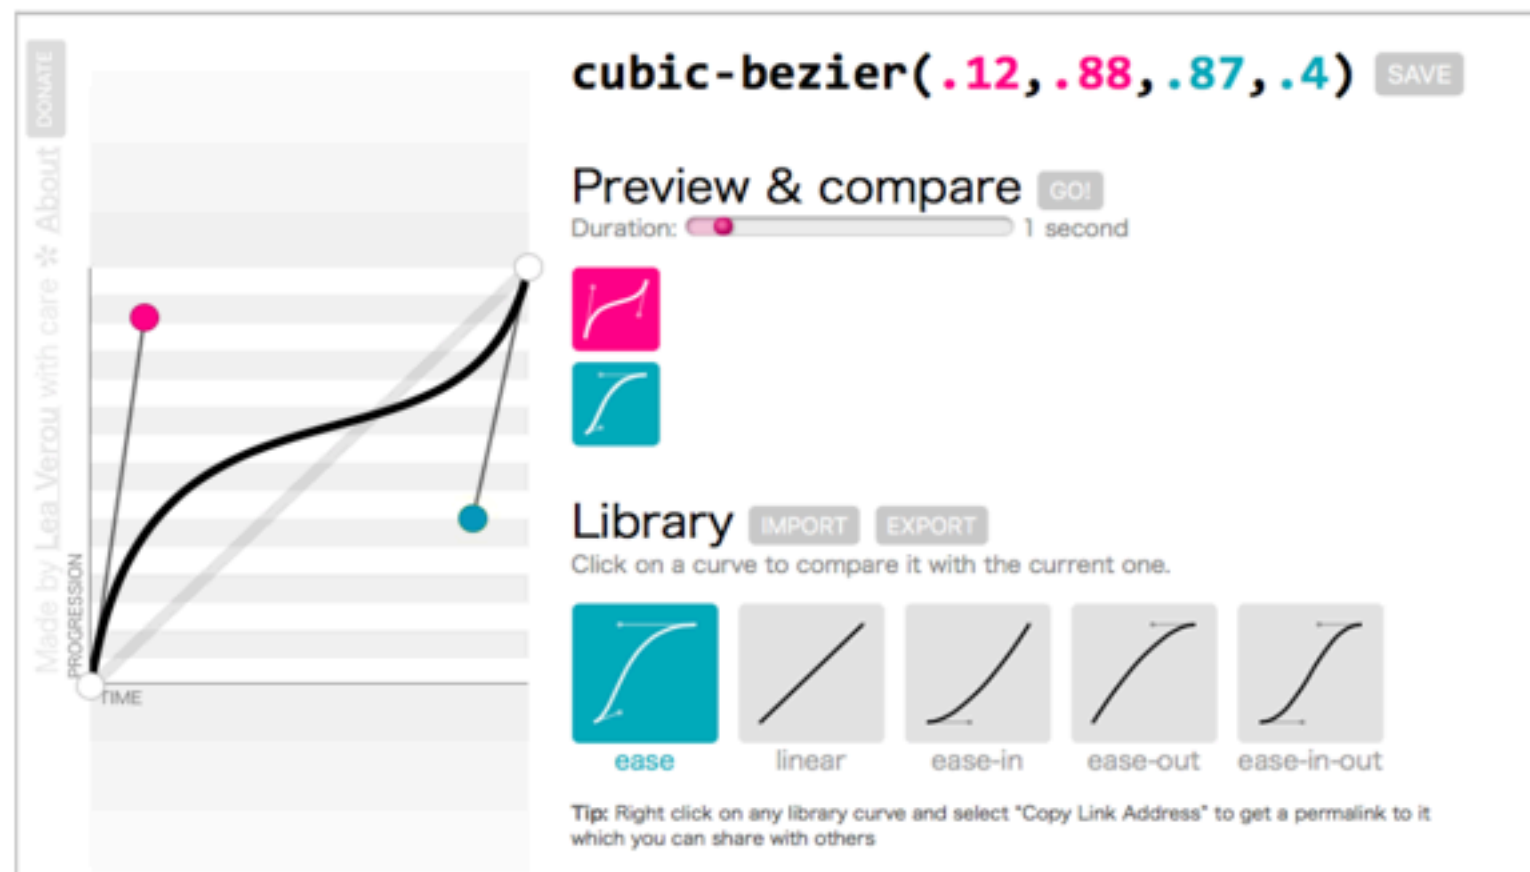 cubic-bezier(.12,.88,.87,.4) SAVE
Preview & compare GO!
Duration: 1 second
Library IMPORT EXPORT
Click on a curve to compare it with the current one.
ease linear ease-in ease-out ease-in-out
Tip: Right click on any library curve and select "Copy Link Address" to get a permalink to it
which you can share with others
Made by Lea Verou with care ✲ About DONATE
PROGRESSION
TIME